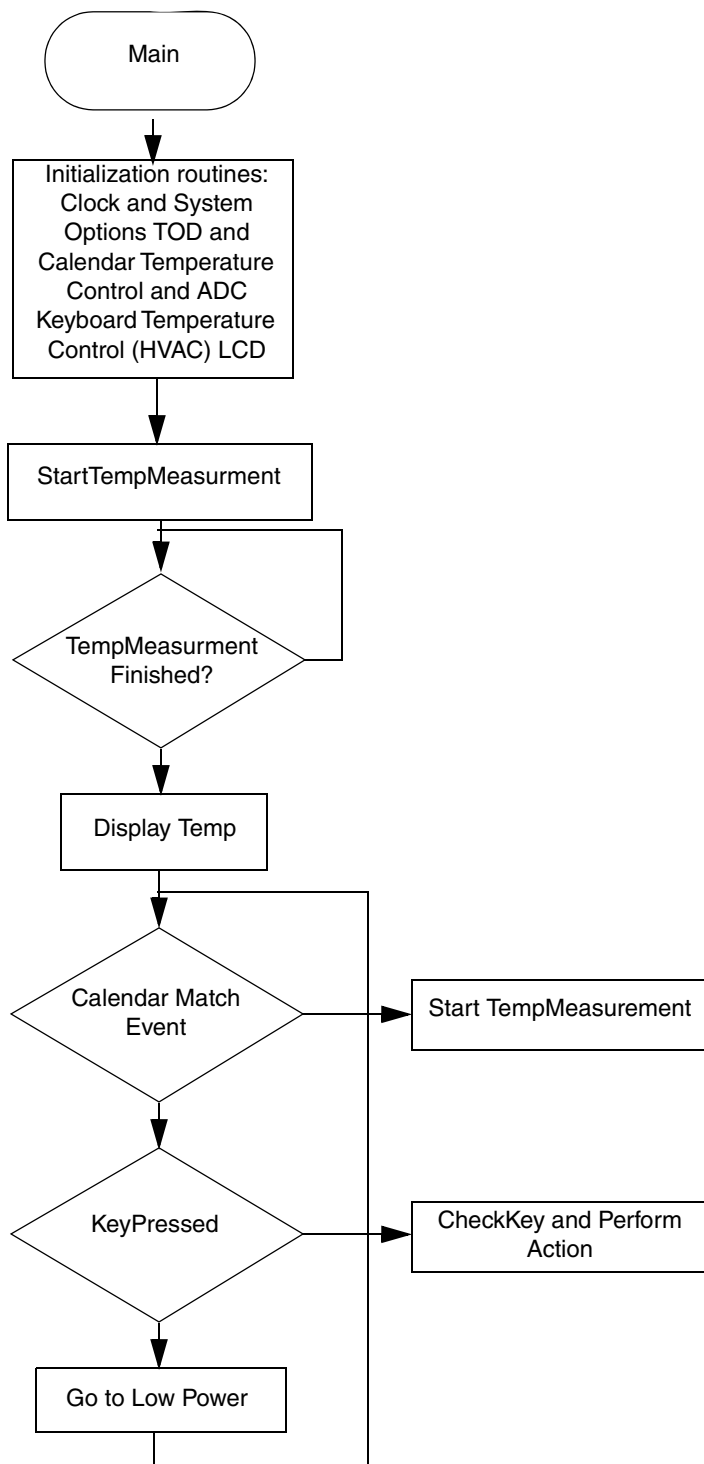 Main
Initialization routines:
Clock and System
Options TOD and
Calendar Temperature
Control and ADC
Keyboard Temperature
Control (HVAC) LCD
StartTempMeasurment
TempMeasurment
Finished?
Display Temp
Calendar Match
Event
Start TempMeasurement
KeyPressed
CheckKey and Perform
Action
Go to Low Power